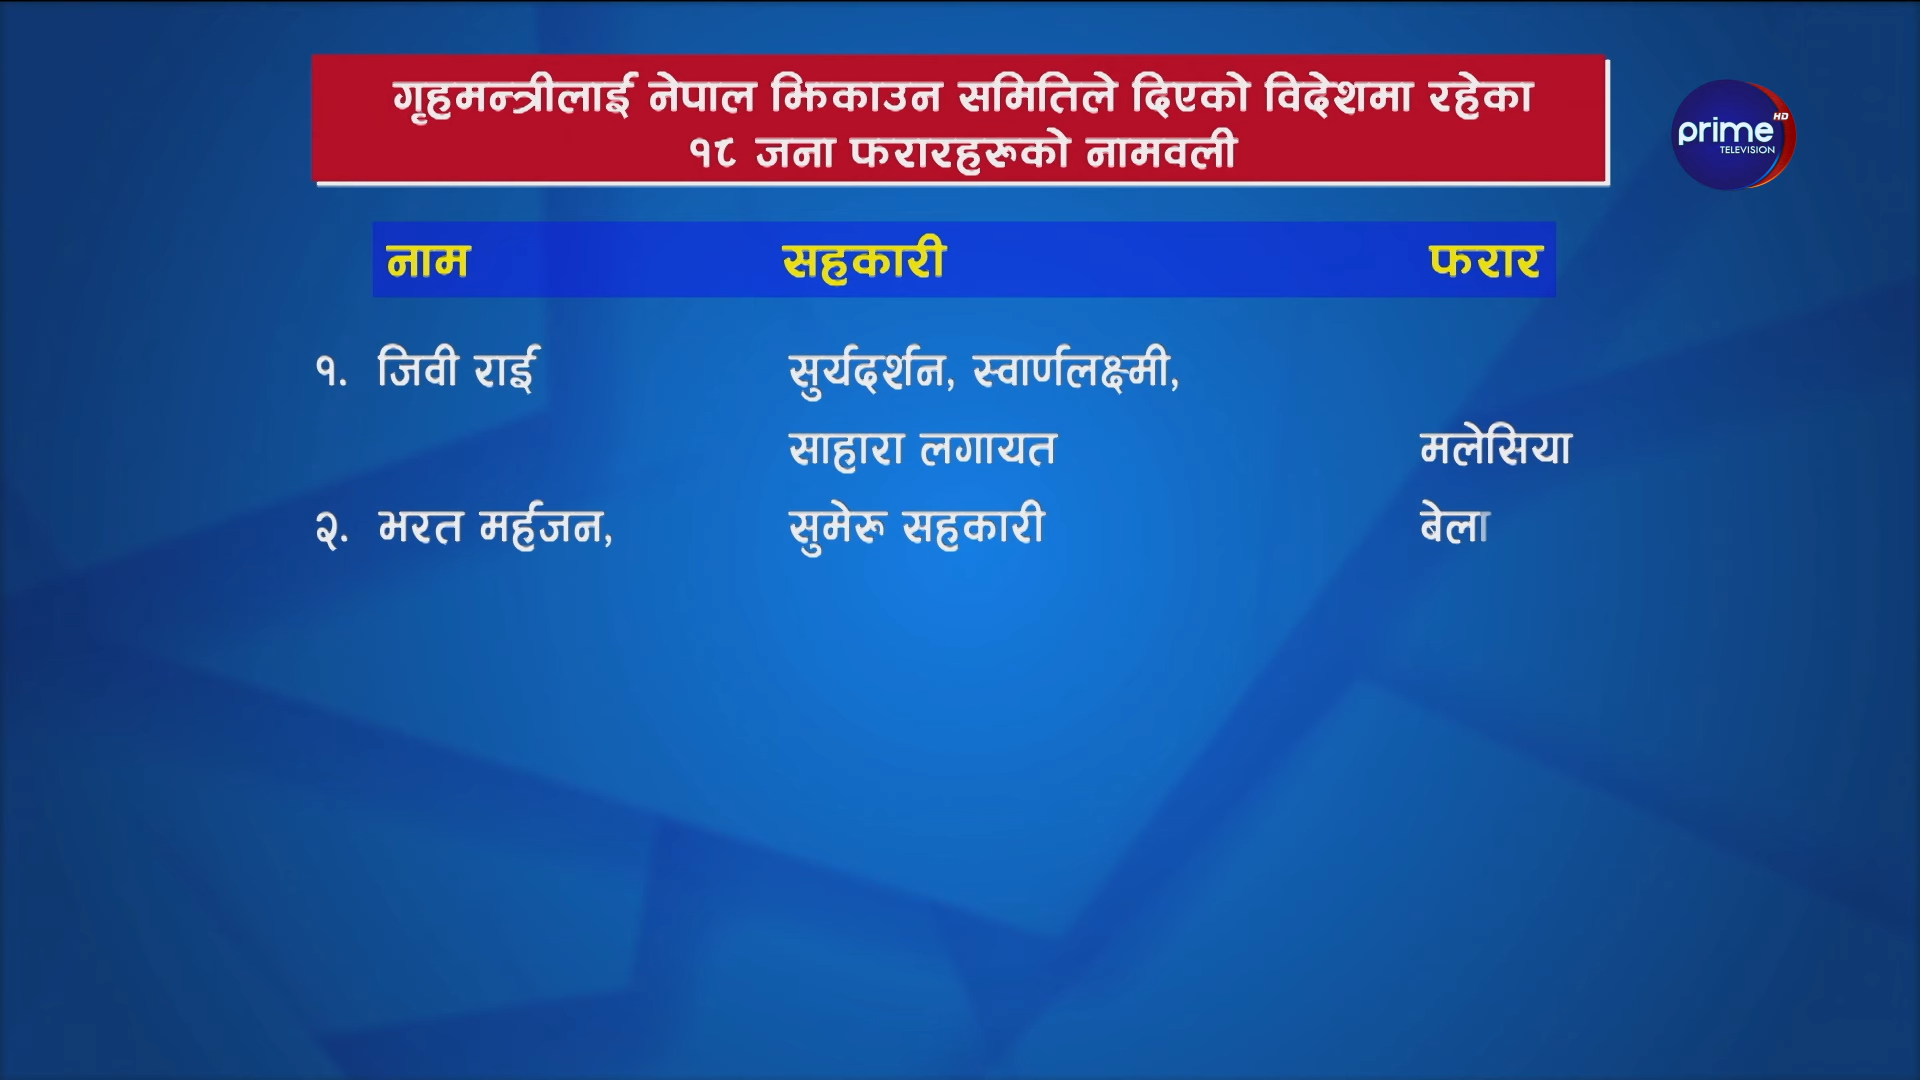 गृहमन्त्रीलाई नेपाल झिकाउन समितिले दिएको विदेशमा रहेका
१८ जना फरारहरूको नामवली
prime HD
TELEVISION
नाम सहकारी फरार
१. जिवी राई सुर्यदर्शन, स्वार्णलक्ष्मी,
साहारा लगायत मलेसिया
२. भरत मर्हजन, सुमेरू सहकारी बेला